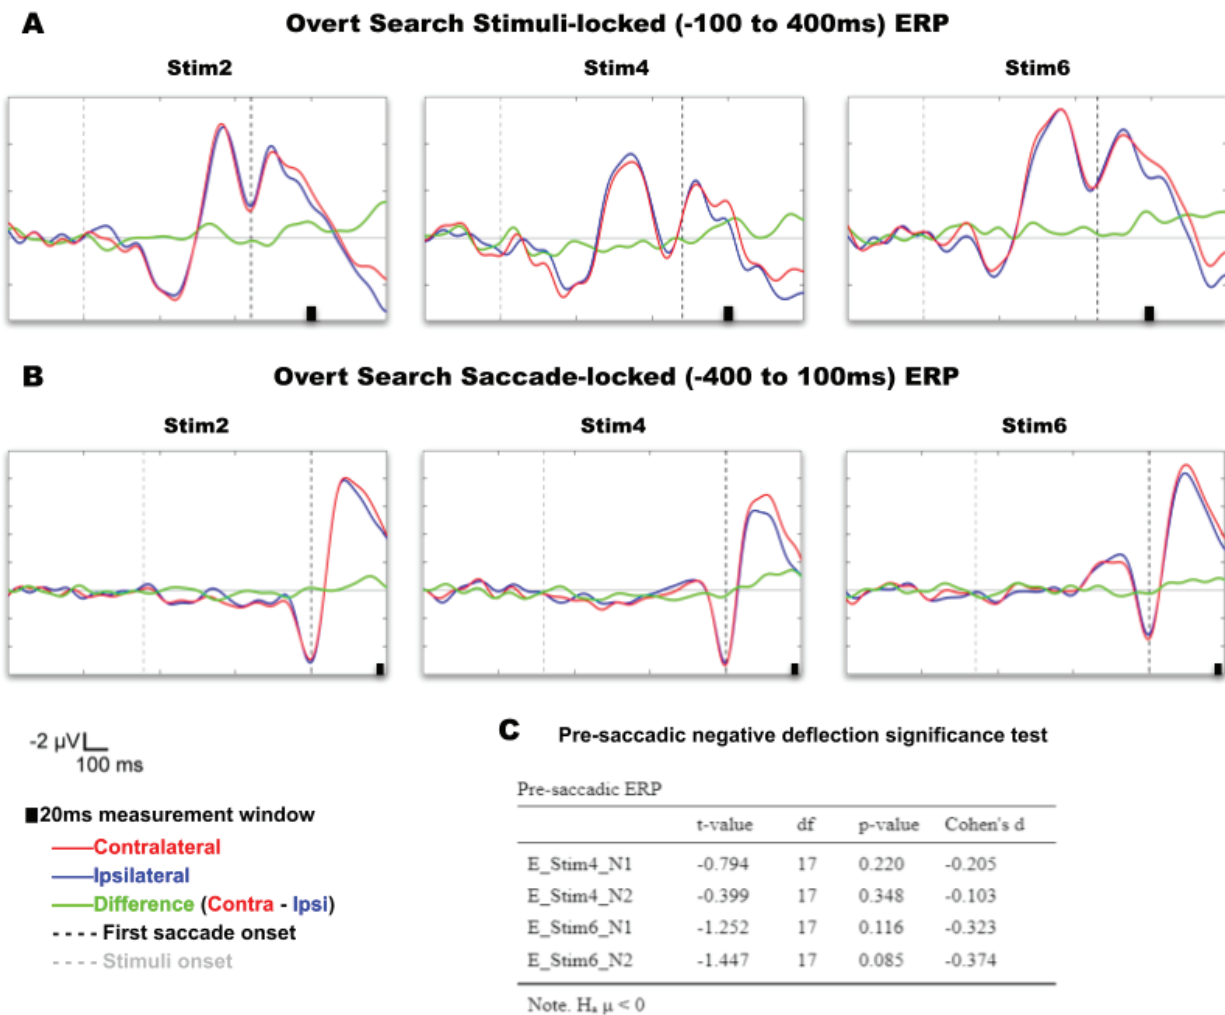 A
Overt Search Stimuli-locked (-100 to 400ms) ERP
Stim2 Stim4 Stim6
B
Overt Search Saccade-locked (-400 to 100ms) ERP
Stim2 Stim4 Stim6
-2 µV
100 ms
20ms measurement window
Contralateral
Ipsilateral
Difference (Contra - Ipsi)
First saccade onset
Stimuli onset
C Pre-saccadic negative deflection significance test
Pre-saccadic ERP
t-value df p-value Cohen's d
E_Stim4_N1 -0.794 17 0.220 -0.205
E_Stim4_N2 -0.399 17 0.348 -0.103
E_Stim6_N1 -1.252 17 0.116 -0.323
E_Stim6_N2 -1.447 17 0.085 -0.374
Note. Hₐ µ < 0